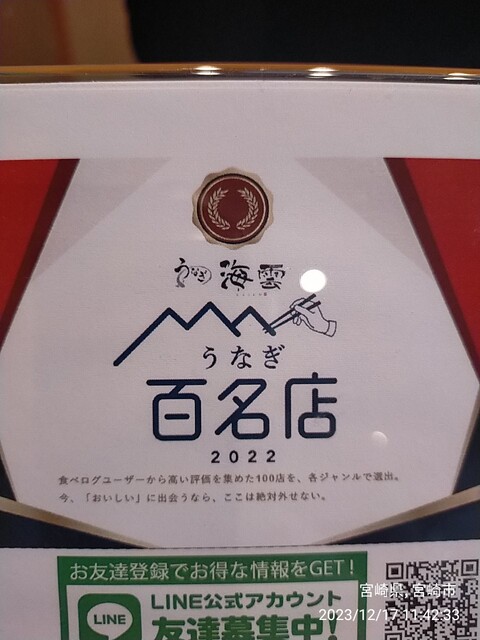 うなぎ 海雲
うなぎ
百名店
2022
食べログユーザーから高い評価を集めた100店を、各ジャンルで選出。
今、「おいしい」に出会うなら、ここは絶対外せない。
お友達登録でお得な情報をGET!
LINE
LINE公式アカウント
友達募集中!
宮崎県, 宮崎市
2023/12/17 11:42:33